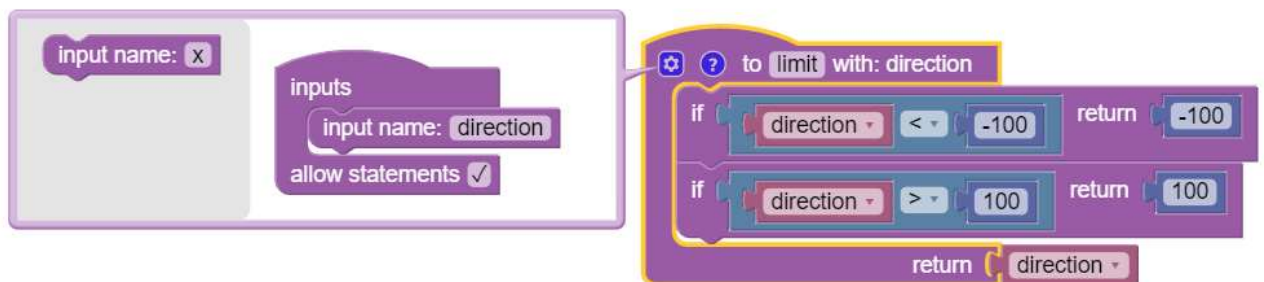 input name: x
inputs
input name: direction
allow statements ✓
? to limit with: direction
if direction < -100 return -100
if direction > 100 return 100
return direction